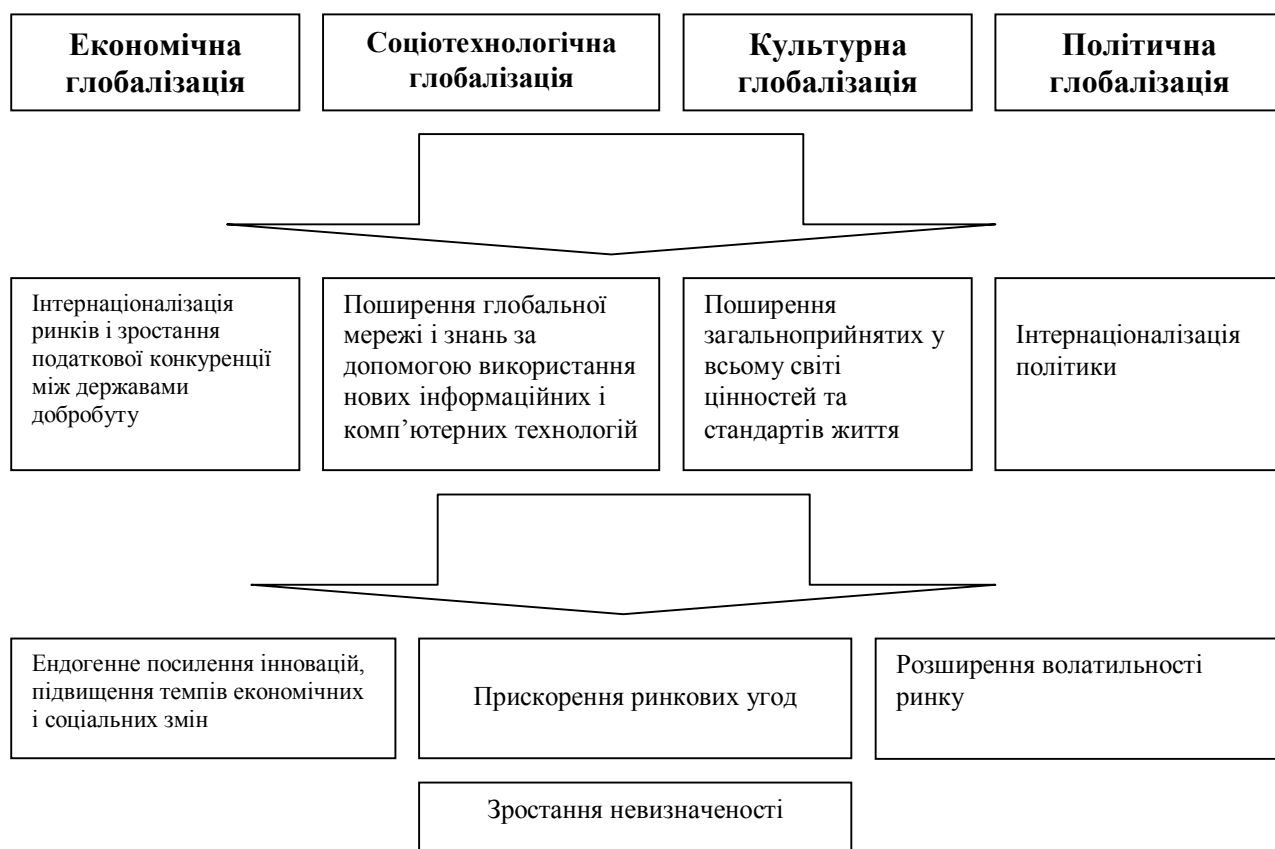 Економічна
глобалізація
Соціотехнологічна
глобалізація
Культурна
глобалізація
Політична
глобалізація
Інтернаціоналізація
ринків і зростання
податкової конкуренції
між державами
добробуту
Поширення глобальної
мережі і знань за
допомогою використання
нових інформаційних і
комп’ютерних технологій
Поширення
загальноприйнятих у
всьому світі
цінностей та
стандартів життя
Інтернаціоналізація
політики
Ендогенне посилення інновацій,
підвищення темпів економічних
і соціальних змін
Прискорення ринкових угод
Розширення волатильності
ринку
Зростання невизначеності